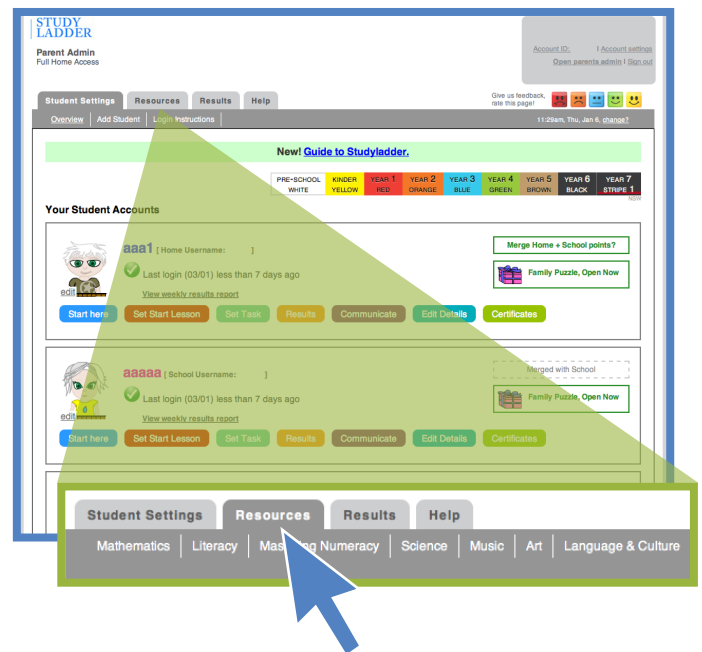 STUDY
LADDER
Parent Admin
Full Home Access
Account ID: | Account settings
Open parents admin | Sign out
Student Settings Resources Results Help
Give us feedback,
rate this page!
Overview Add Student Login Instructions 11:29am, Thu, Jan 6, change?
New! Guide to Studyladder.
PRE-SCHOOL KINDER YEAR 1 YEAR 2 YEAR 3 YEAR 4 YEAR 5 YEAR 6 YEAR 7
WHITE YELLOW RED ORANGE BLUE GREEN BROWN BLACK STRIPE 1
NSW
Your Student Accounts
aaa1 [ Home Username: ]
Merge Home + School points?
Last login (03/01) less than 7 days ago
Family Puzzle, Open Now
edit
View weekly results report
Start here Set Start Lesson Set Task Results Communicate Edit Details Certificates
aaaaa [ School Username: ]
Merged with School
Last login (03/01) less than 7 days ago
Family Puzzle, Open Now
edit
View weekly results report
Start here Set Start Lesson Set Task Results Communicate Edit Details Certificates
Student Settings Resources Results Help
Mathematics Literacy Mastering Numeracy Science Music Art Language & Culture